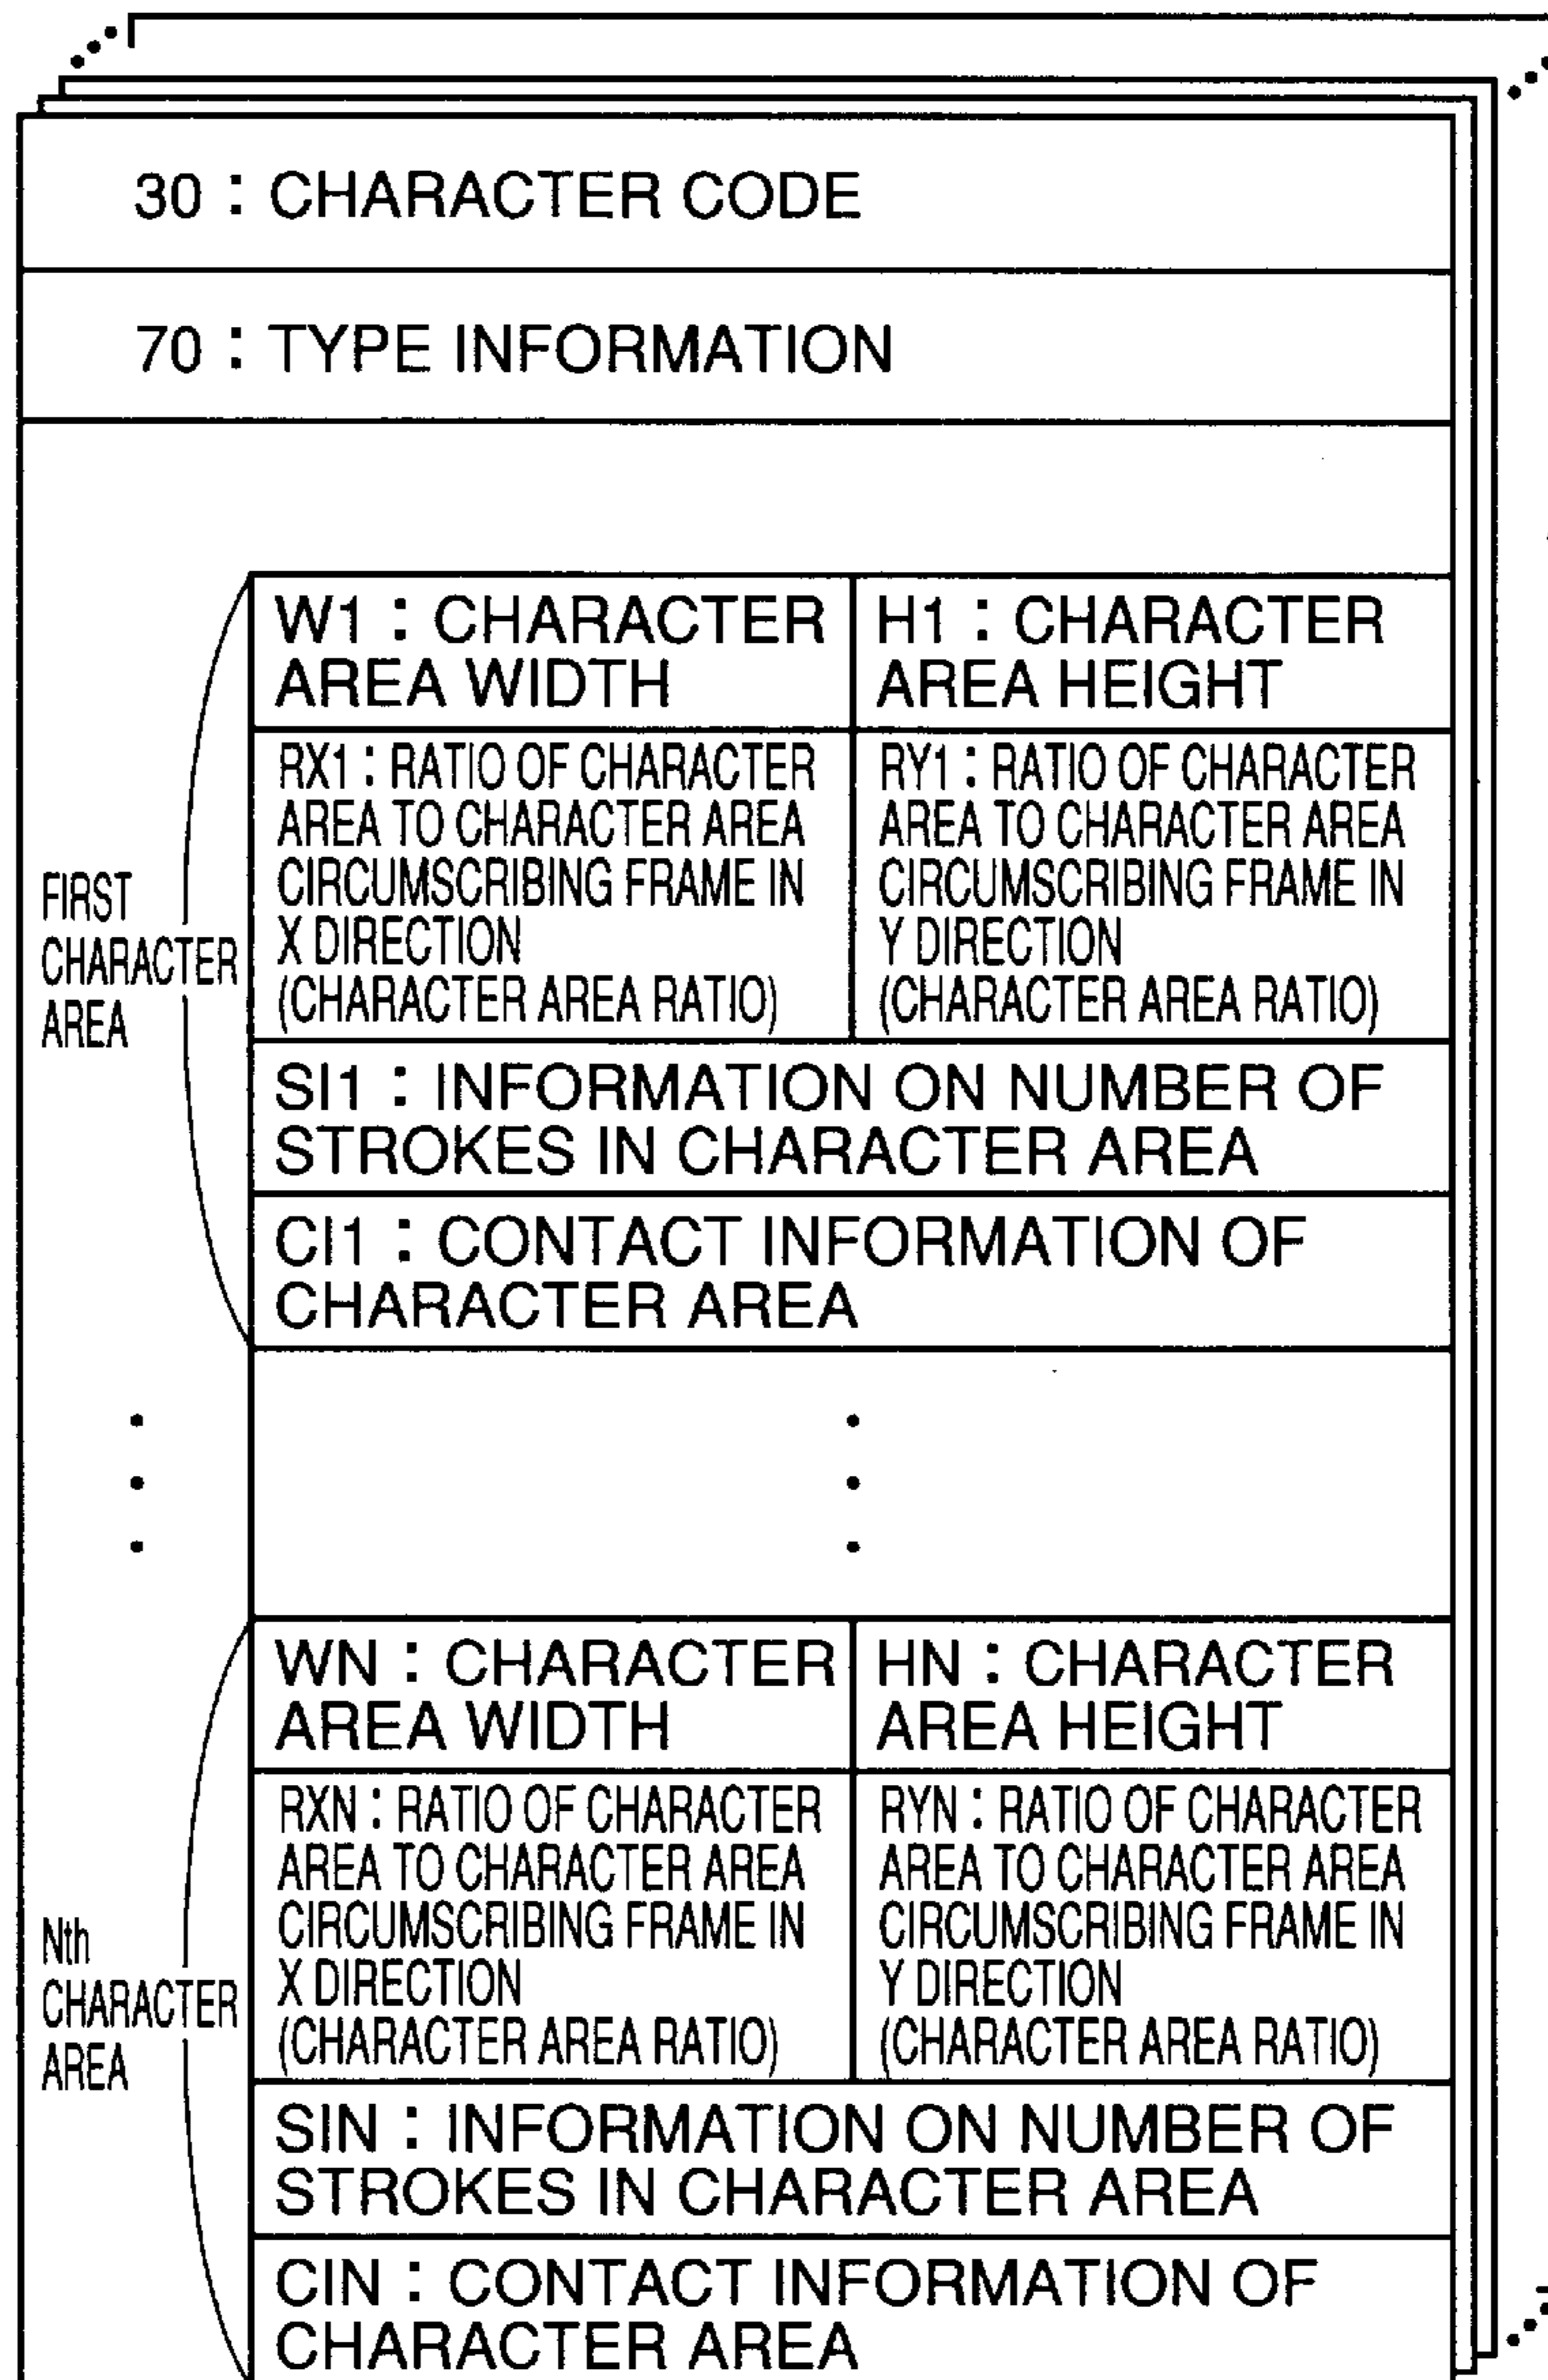 30 : CHARACTER CODE
70 : TYPE INFORMATION
FIRST
CHARACTER
AREA
W1 : CHARACTER
AREA WIDTH
H1 : CHARACTER
AREA HEIGHT
RX1 : RATIO OF CHARACTER
AREA TO CHARACTER AREA
CIRCUMSCRIBING FRAME IN
X DIRECTION
(CHARACTER AREA RATIO)
RY1 : RATIO OF CHARACTER
AREA TO CHARACTER AREA
CIRCUMSCRIBING FRAME IN
Y DIRECTION
(CHARACTER AREA RATIO)
SI1 : INFORMATION ON NUMBER OF
STROKES IN CHARACTER AREA
CI1 : CONTACT INFORMATION OF
CHARACTER AREA
Nth
CHARACTER
AREA
WN : CHARACTER
AREA WIDTH
HN : CHARACTER
AREA HEIGHT
RXN : RATIO OF CHARACTER
AREA TO CHARACTER AREA
CIRCUMSCRIBING FRAME IN
X DIRECTION
(CHARACTER AREA RATIO)
RYN : RATIO OF CHARACTER
AREA TO CHARACTER AREA
CIRCUMSCRIBING FRAME IN
Y DIRECTION
(CHARACTER AREA RATIO)
SIN : INFORMATION ON NUMBER OF
STROKES IN CHARACTER AREA
CIN : CONTACT INFORMATION OF
CHARACTER AREA